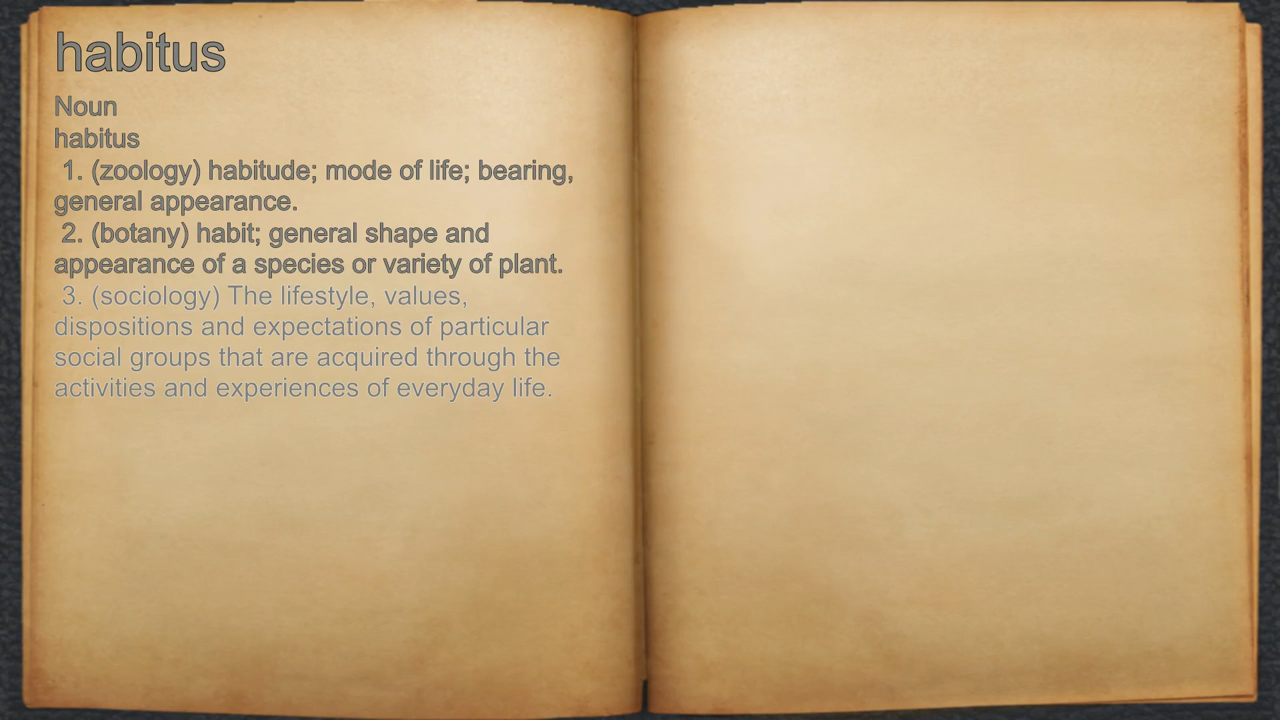 habitus
Noun
habitus
1. (zoology) habitude; mode of life; bearing,
general appearance.
2. (botany) habit; general shape and
appearance of a species or variety of plant.
3. (sociology) The lifestyle, values,
dispositions and expectations of particular
social groups that are acquired through the
activities and experiences of everyday life.